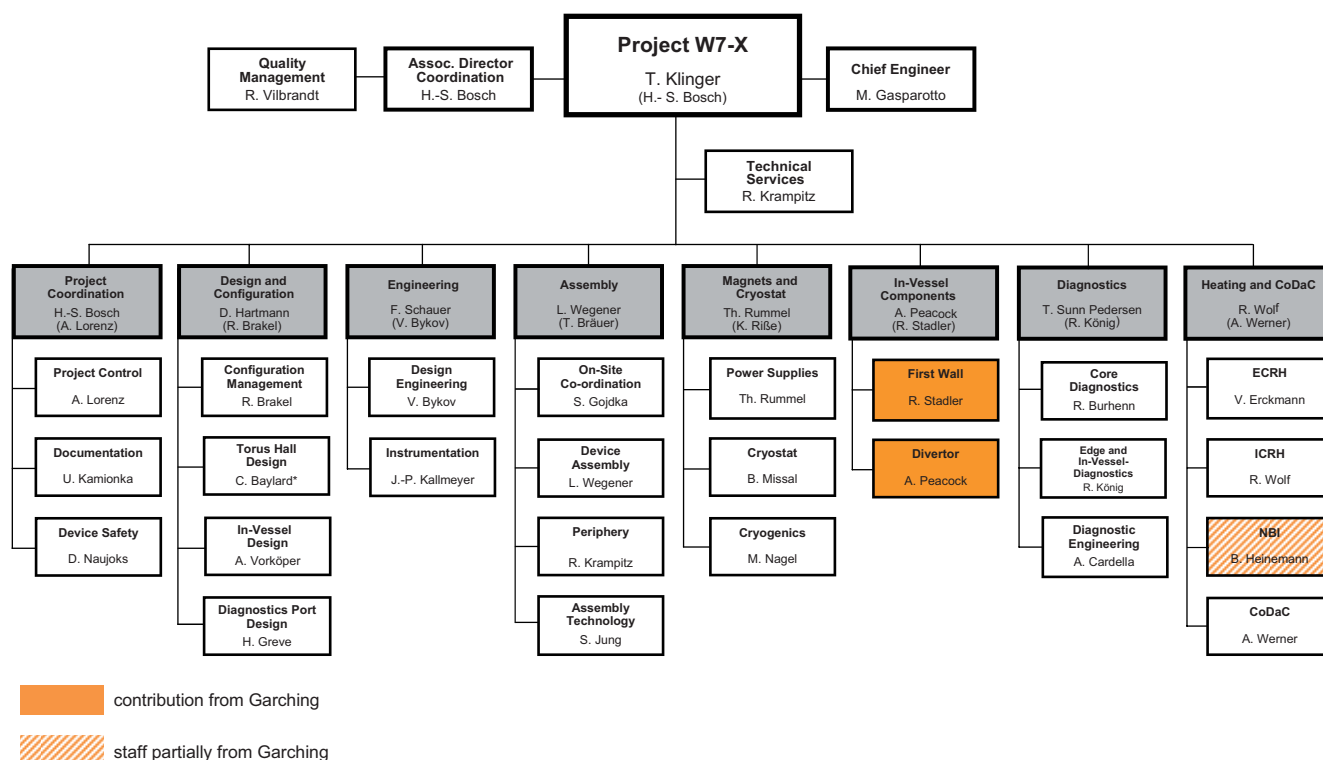 Project W7-X
T. Klinger
(H.- S. Bosch)
Quality
Management
R. Vilbrandt
Assoc. Director
Coordination
H.-S. Bosch
Chief Engineer
M. Gasparotto
Technical
Services
R. Krampitz
Project
Coordination
H.-S. Bosch
(A. Lorenz)
Project Control
A. Lorenz
Documentation
U. Kamionka
Device Safety
D. Naujoks
Design and
Configuration
D. Hartmann
(R. Brakel)
Configuration
Management
R. Brakel
Torus Hall
Design
C. Baylard*
In-Vessel
Design
A. Vorköper
Diagnostics Port
Design
H. Greve
Engineering
F. Schauer
(V. Bykov)
Design
Engineering
V. Bykov
Instrumentation
J.-P. Kallmeyer
Assembly
L. Wegener
(T. Bräuer)
On-Site
Co-ordination
S. Gojdka
Device
Assembly
L. Wegener
Periphery
R. Krampitz
Assembly
Technology
S. Jung
Magnets and
Cryostat
Th. Rummel
(K. Riße)
Power Supplies
Th. Rummel
Cryostat
B. Missal
Cryogenics
M. Nagel
In-Vessel
Components
A. Peacock
(R. Stadler)
First Wall
R. Stadler
Divertor
A. Peacock
Diagnostics
T. Sunn Pedersen
(R. König)
Core
Diagnostics
R. Burhenn
Edge and
In-Vessel-
Diagnostics
R. König
Diagnostic
Engineering
A. Cardella
Heating and CoDaC
R. Wolf
(A. Werner)
ECRH
V. Erckmann
ICRH
R. Wolf
NBI
B. Heinemann
CoDaC
A. Werner
contribution from Garching
staff partially from Garching